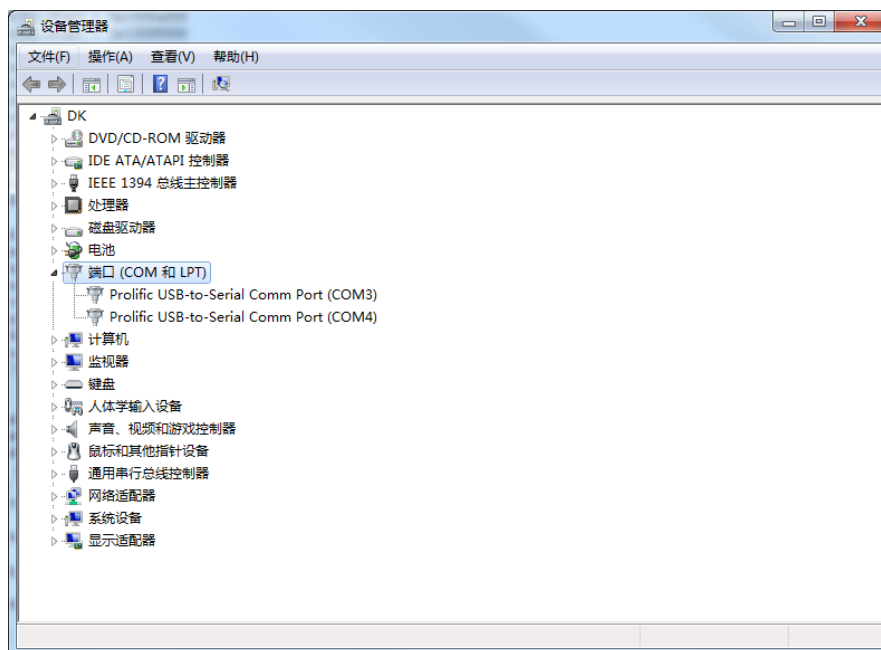 设备管理器
文件(F) 操作(A) 查看(V) 帮助(H)
DK
DVD/CD-ROM 驱动器
IDE ATA/ATAPI 控制器
IEEE 1394 总线主控制器
处理器
磁盘驱动器
电池
端口 (COM 和 LPT)
Prolific USB-to-Serial Comm Port (COM3)
Prolific USB-to-Serial Comm Port (COM4)
计算机
监视器
键盘
人体学输入设备
声音、视频和游戏控制器
鼠标和其他指针设备
通用串行总线控制器
网络适配器
系统设备
显示适配器